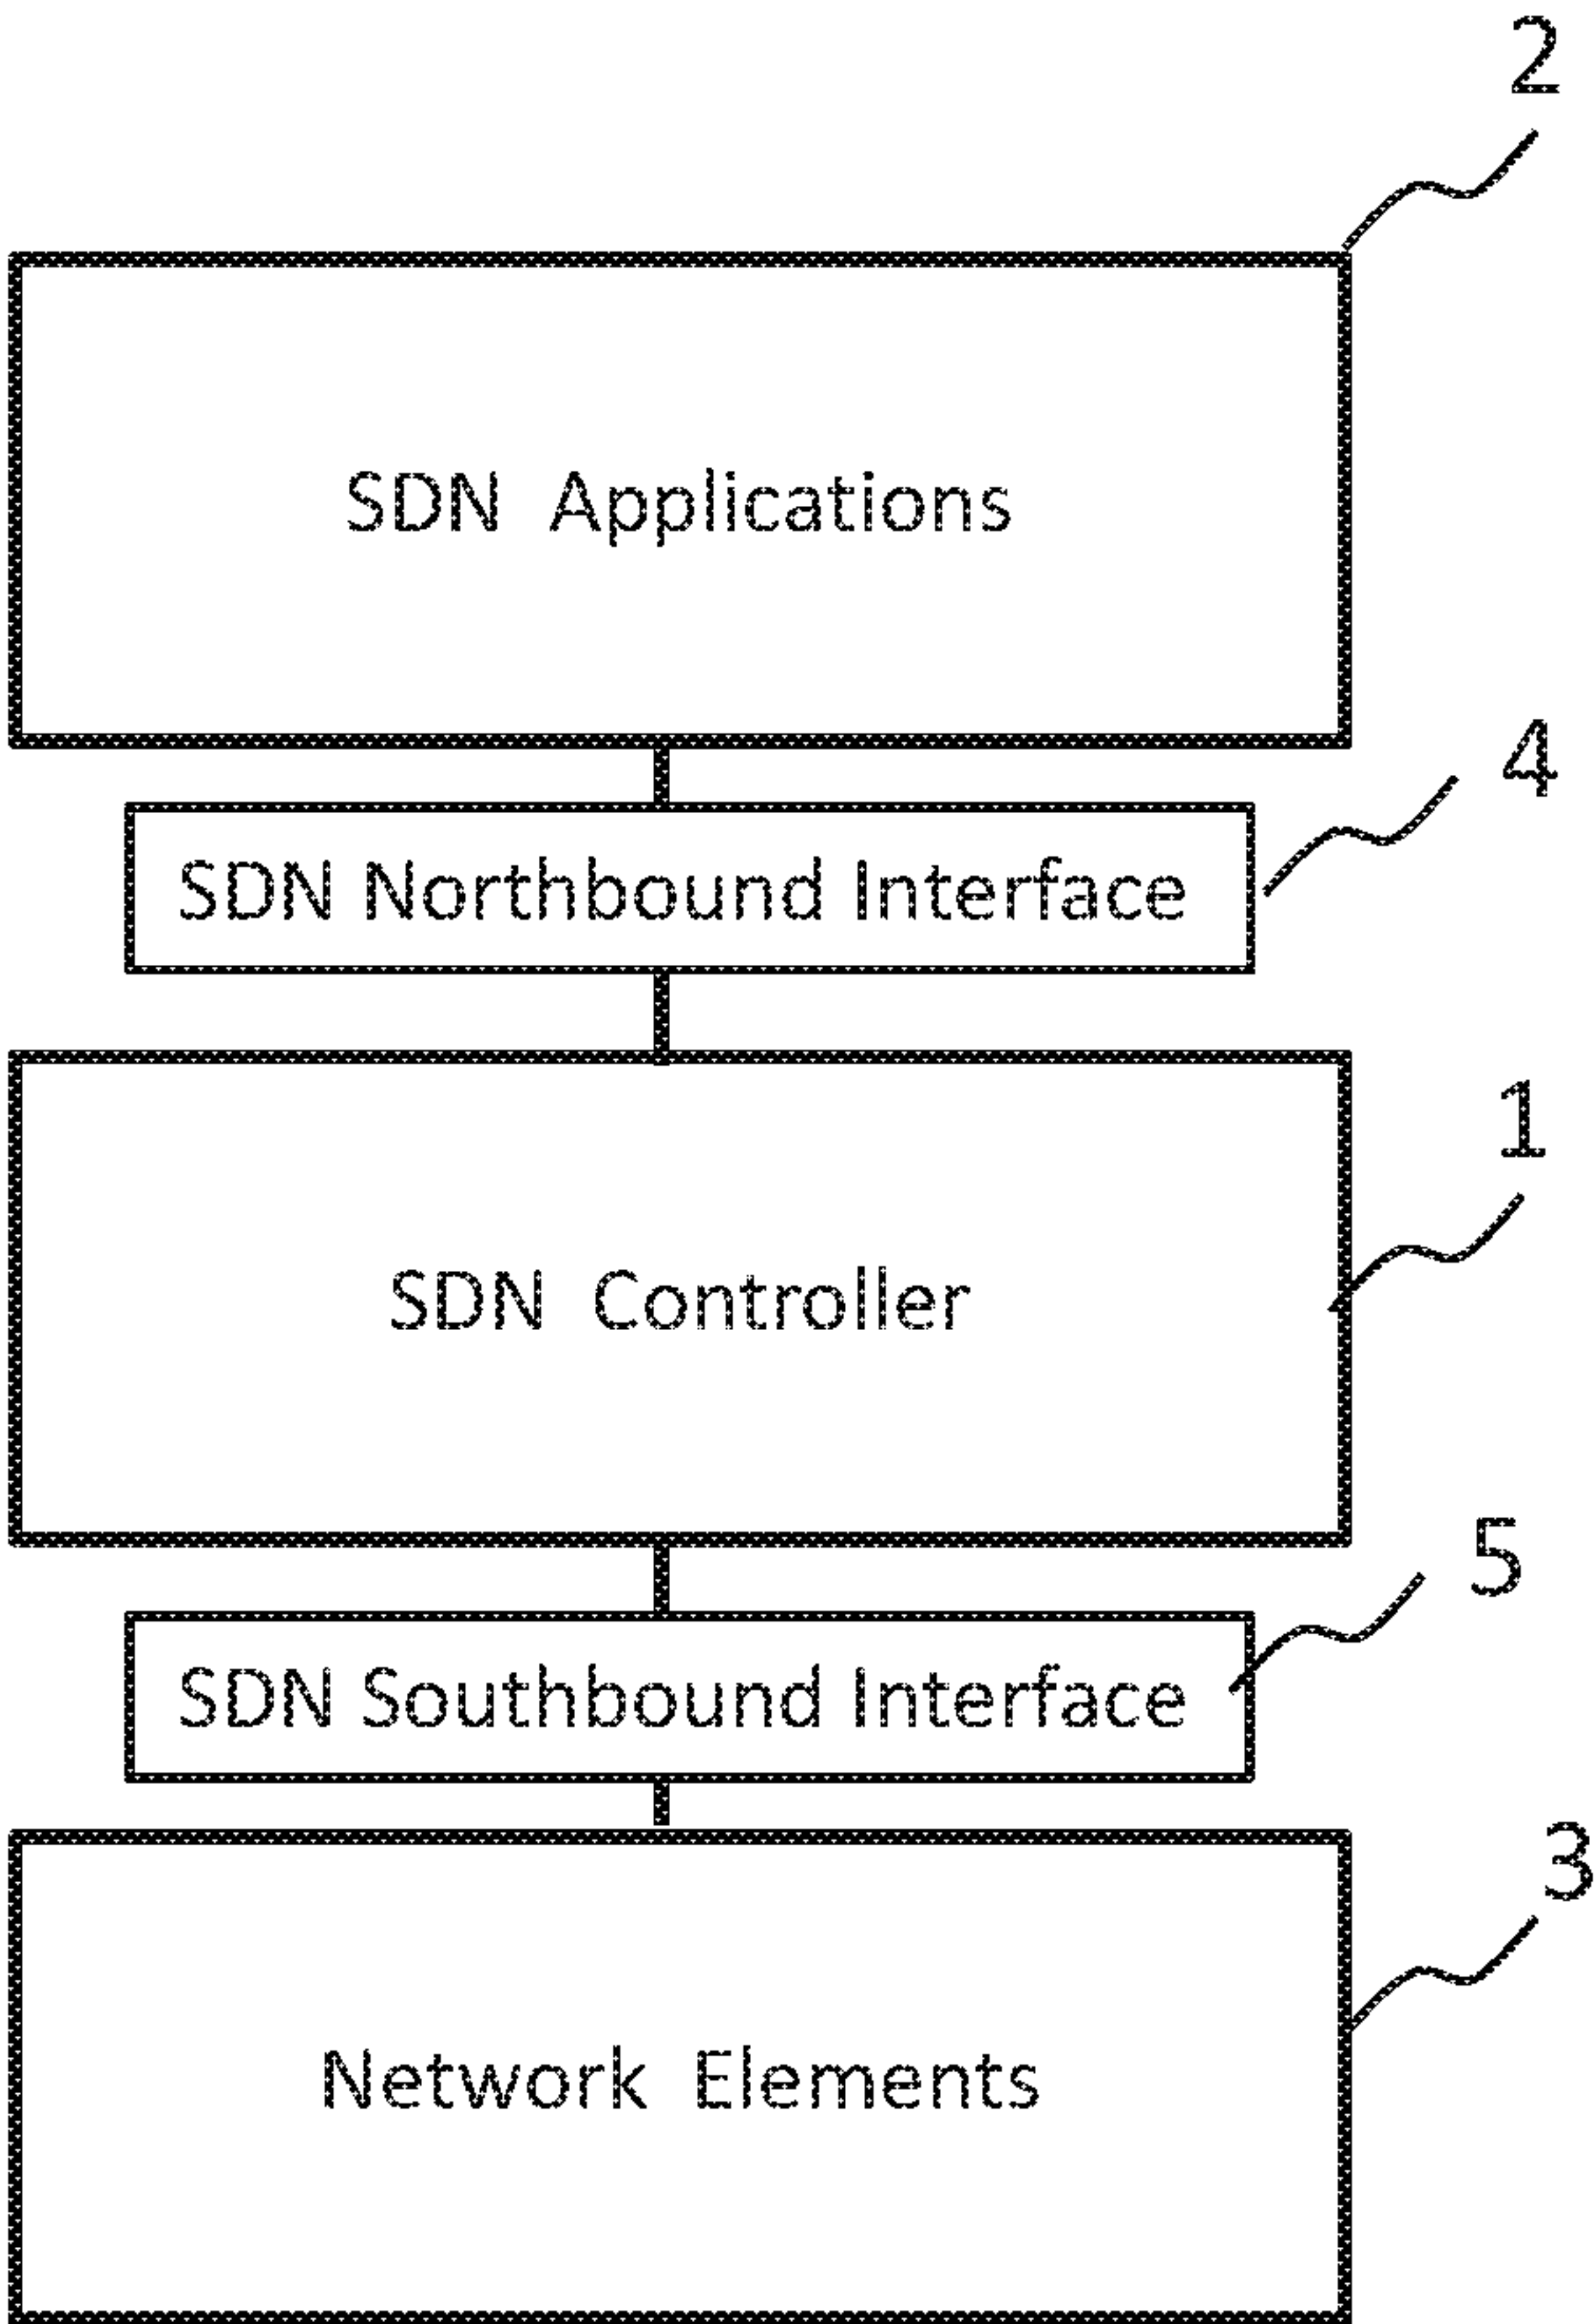 2
SDN Applications
4
SDN Northbound Interface
1
SDN Controller
5
SDN Southbound Interface
3
Network Elements